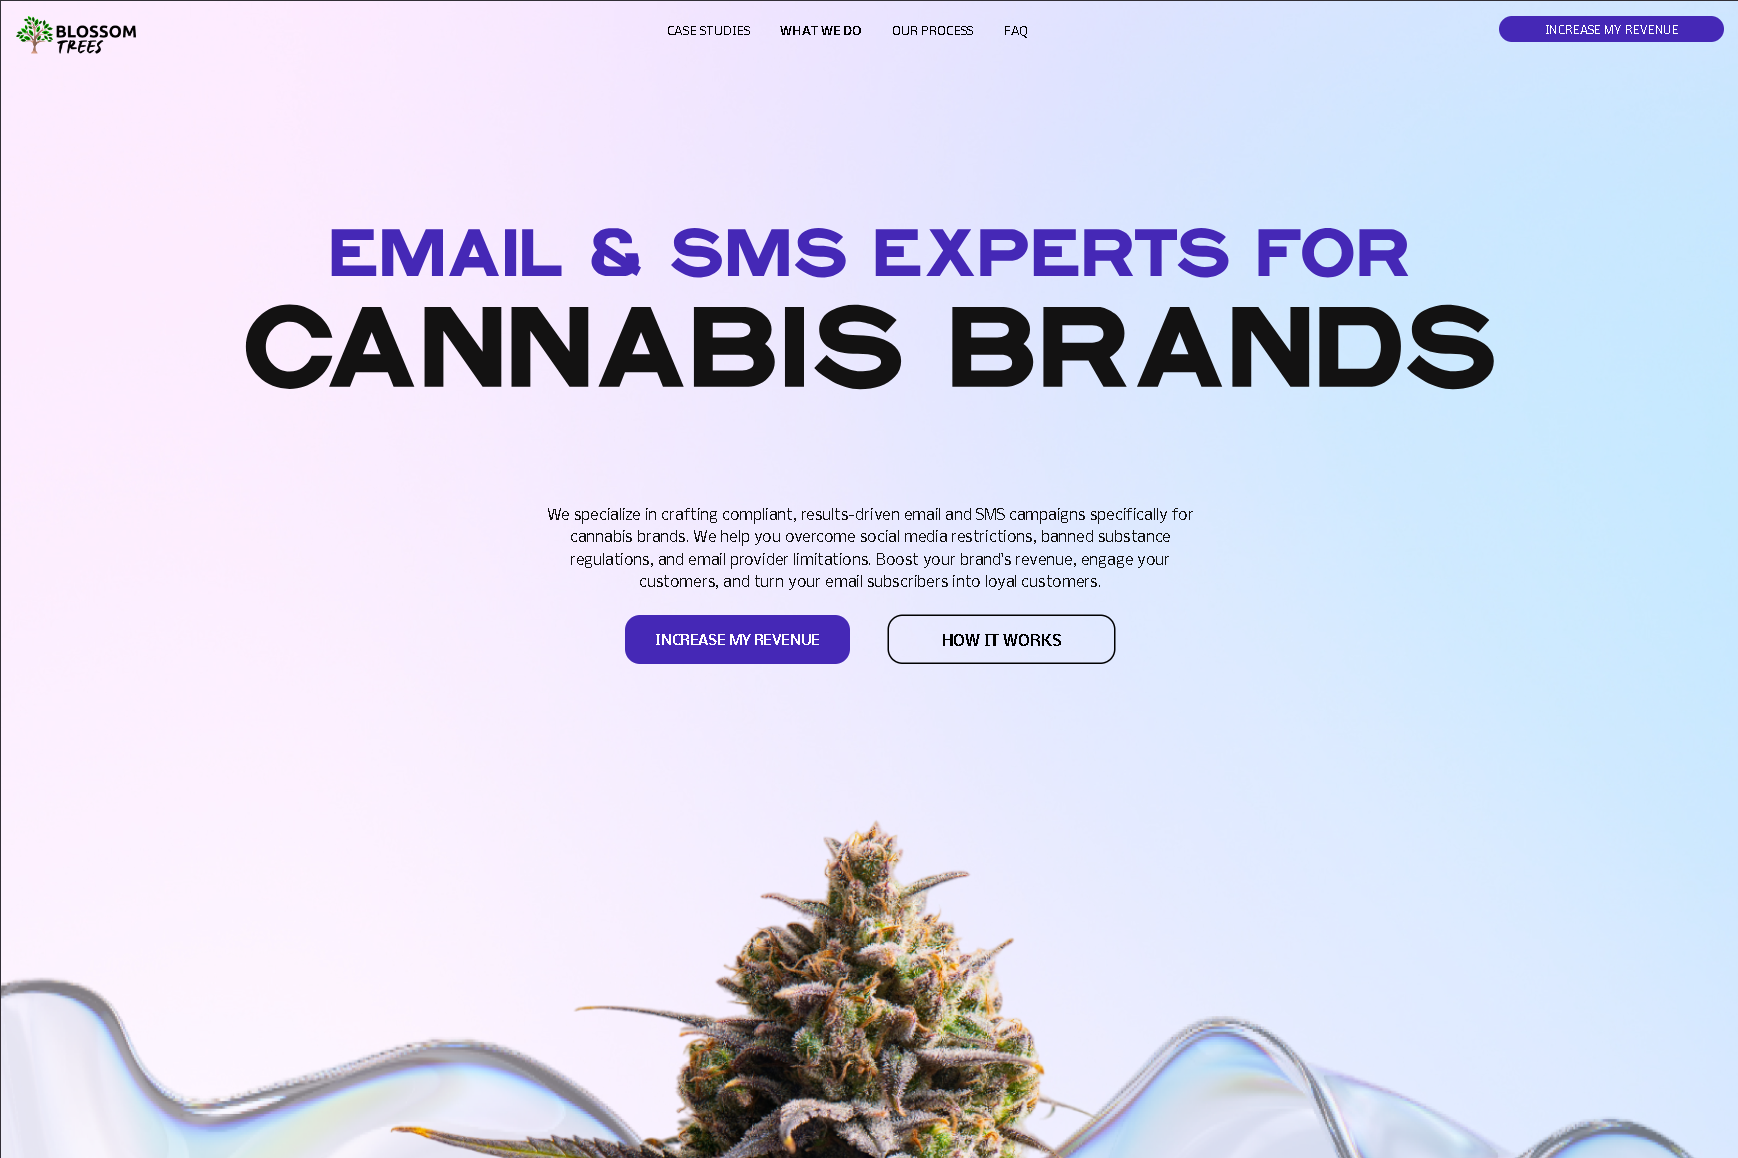 BLOSSOM
TREES
CASE STUDIES
WHAT WE DO
OUR PROCESS
FAQ
INCREASE MY REVENUE
EMAIL & SMS EXPERTS FOR
CANNABIS BRANDS
We specialize in crafting compliant, results-driven email and SMS campaigns specifically for
cannabis brands. We help you overcome social media restrictions, banned substance
regulations, and email provider limitations. Boost your brand's revenue, engage your
customers, and turn your email subscribers into loyal customers.
INCREASE MY REVENUE
HOW IT WORKS